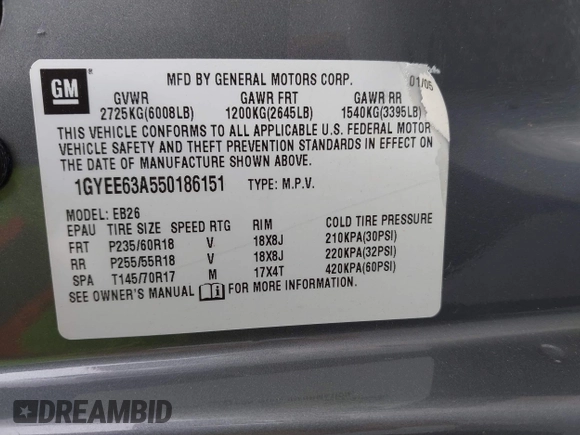 GM
MFD BY GENERAL MOTORS CORP. 01/05
GVWR GAWR FRT GAWR RR
2725KG(6008LB) 1200KG(2645LB) 1540KG(3395LB)
THIS VEHICLE CONFORMS TO ALL APPLICABLE U.S. FEDERAL MOTOR
VEHICLE SAFETY AND THEFT PREVENTION STANDARDS IN EFFECT ON
THE DATE OF MANUFACTURE SHOWN ABOVE.
1GYEE63A550186151 TYPE: M.P.V.
MODEL: EB26
EPAU TIRE SIZE SPEED RTG RIM COLD TIRE PRESSURE
FRT P235/60R18 V 18X8J 210KPA(30PSI)
RR P255/55R18 V 18X8J 220KPA(32PSI)
SPA T145/70R17 M 17X4T 420KPA(60PSI)
SEE OWNER'S MANUAL FOR MORE INFORMATION.
DREAMBID